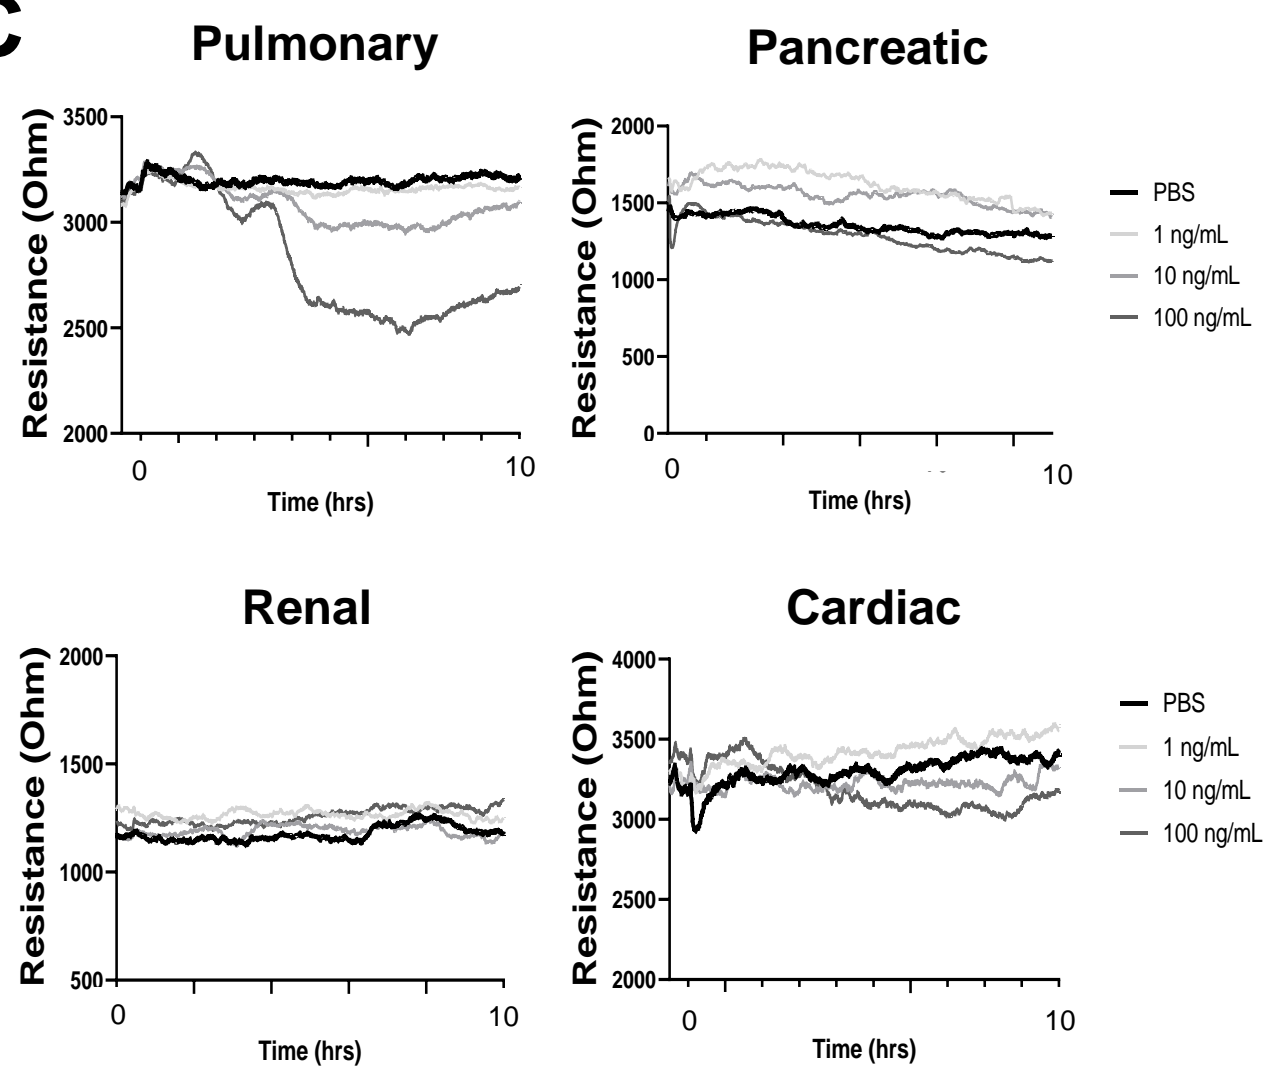 C
Pulmonary
Pancreatic
Resistance (Ohm)
3500
3000
2500
2000
0
10
Time (hrs)
Resistance (Ohm)
2000
1500
1000
500
0
0
10
Time (hrs)
PBS
1 ng/mL
10 ng/mL
100 ng/mL
Renal
Cardiac
Resistance (Ohm)
2000
1500
1000
500
0
10
Time (hrs)
Resistance (Ohm)
4000
3500
3000
2500
2000
0
10
Time (hrs)
PBS
1 ng/mL
10 ng/mL
100 ng/mL